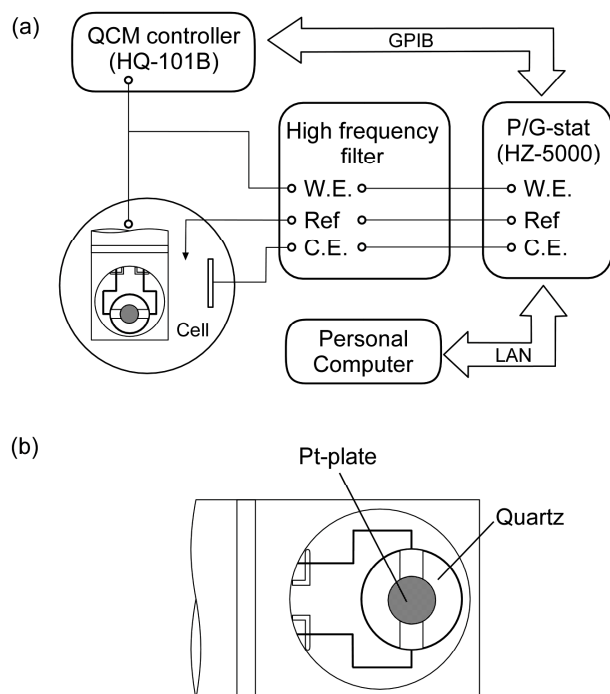 (a)
QCM controller
(HQ-101B)
GPIB
High frequency
filter
P/G-stat
(HZ-5000)
W.E.
W.E.
Ref
Ref
C.E.
C.E.
Cell
Personal
Computer
LAN
(b)
Pt-plate
Quartz